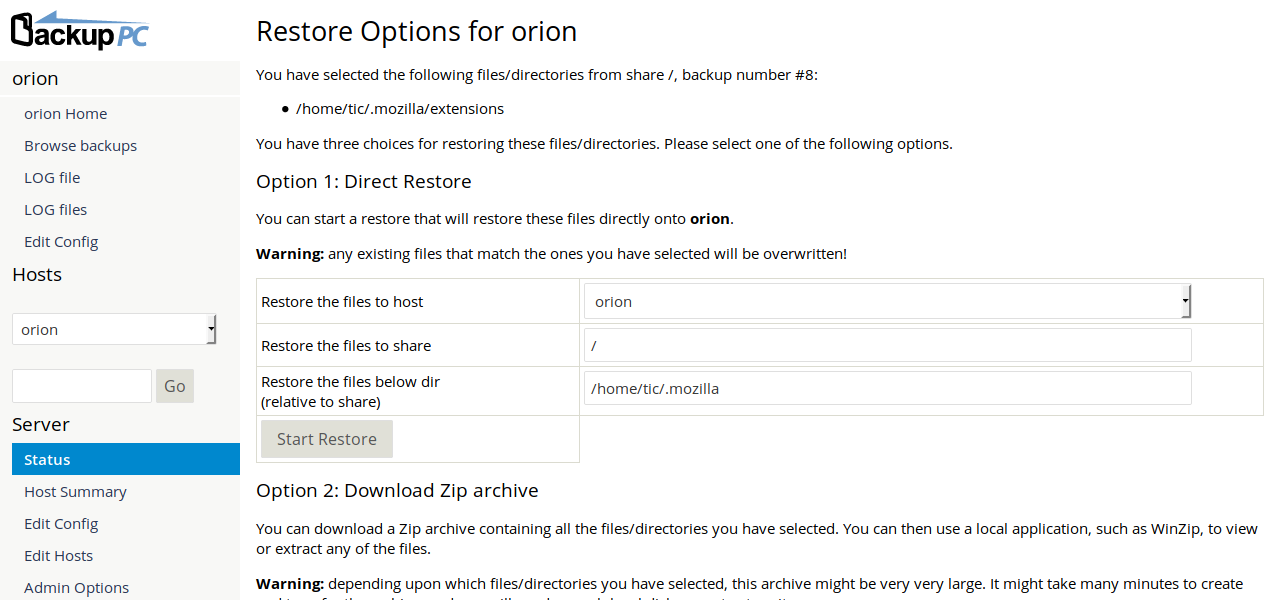 BackupPC
orion
orion Home
Browse backups
LOG file
LOG files
Edit Config
Hosts
orion
Go
Server
Status
Host Summary
Edit Config
Edit Hosts
Admin Options
Restore Options for orion
You have selected the following files/directories from share /, backup number #8:
• /home/tic/.mozilla/extensions
You have three choices for restoring these files/directories. Please select one of the following options.
Option 1: Direct Restore
You can start a restore that will restore these files directly onto orion.
Warning: any existing files that match the ones you have selected will be overwritten!
Restore the files to host
orion
Restore the files to share
/
Restore the files below dir
(relative to share)
/home/tic/.mozilla
Start Restore
Option 2: Download Zip archive
You can download a Zip archive containing all the files/directories you have selected. You can then use a local application, such as WinZip, to view
or extract any of the files.
Warning: depending upon which files/directories you have selected, this archive might be very very large. It might take many minutes to create